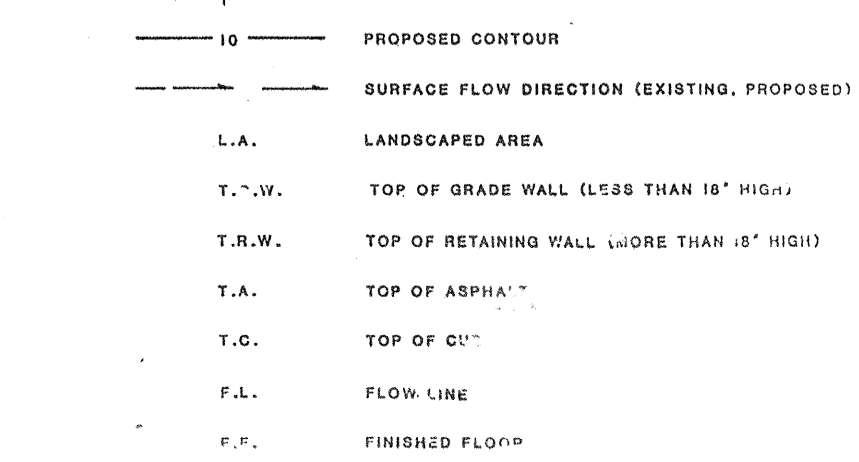 10 PROPOSED CONTOUR
SURFACE FLOW DIRECTION (EXISTING, PROPOSED)
L.A. LANDSCAPED AREA
TOP OF GRADE WALL (LESS THAN 18" HIGH)
T.R.W. TOP OF RETAINING WALL (MORE THAN 18" HIGH)
T.A. TOP OF ASPHALT
T.C. TOP OF
F.L. FLOW LINE
F.F. FINISHED FLOOR